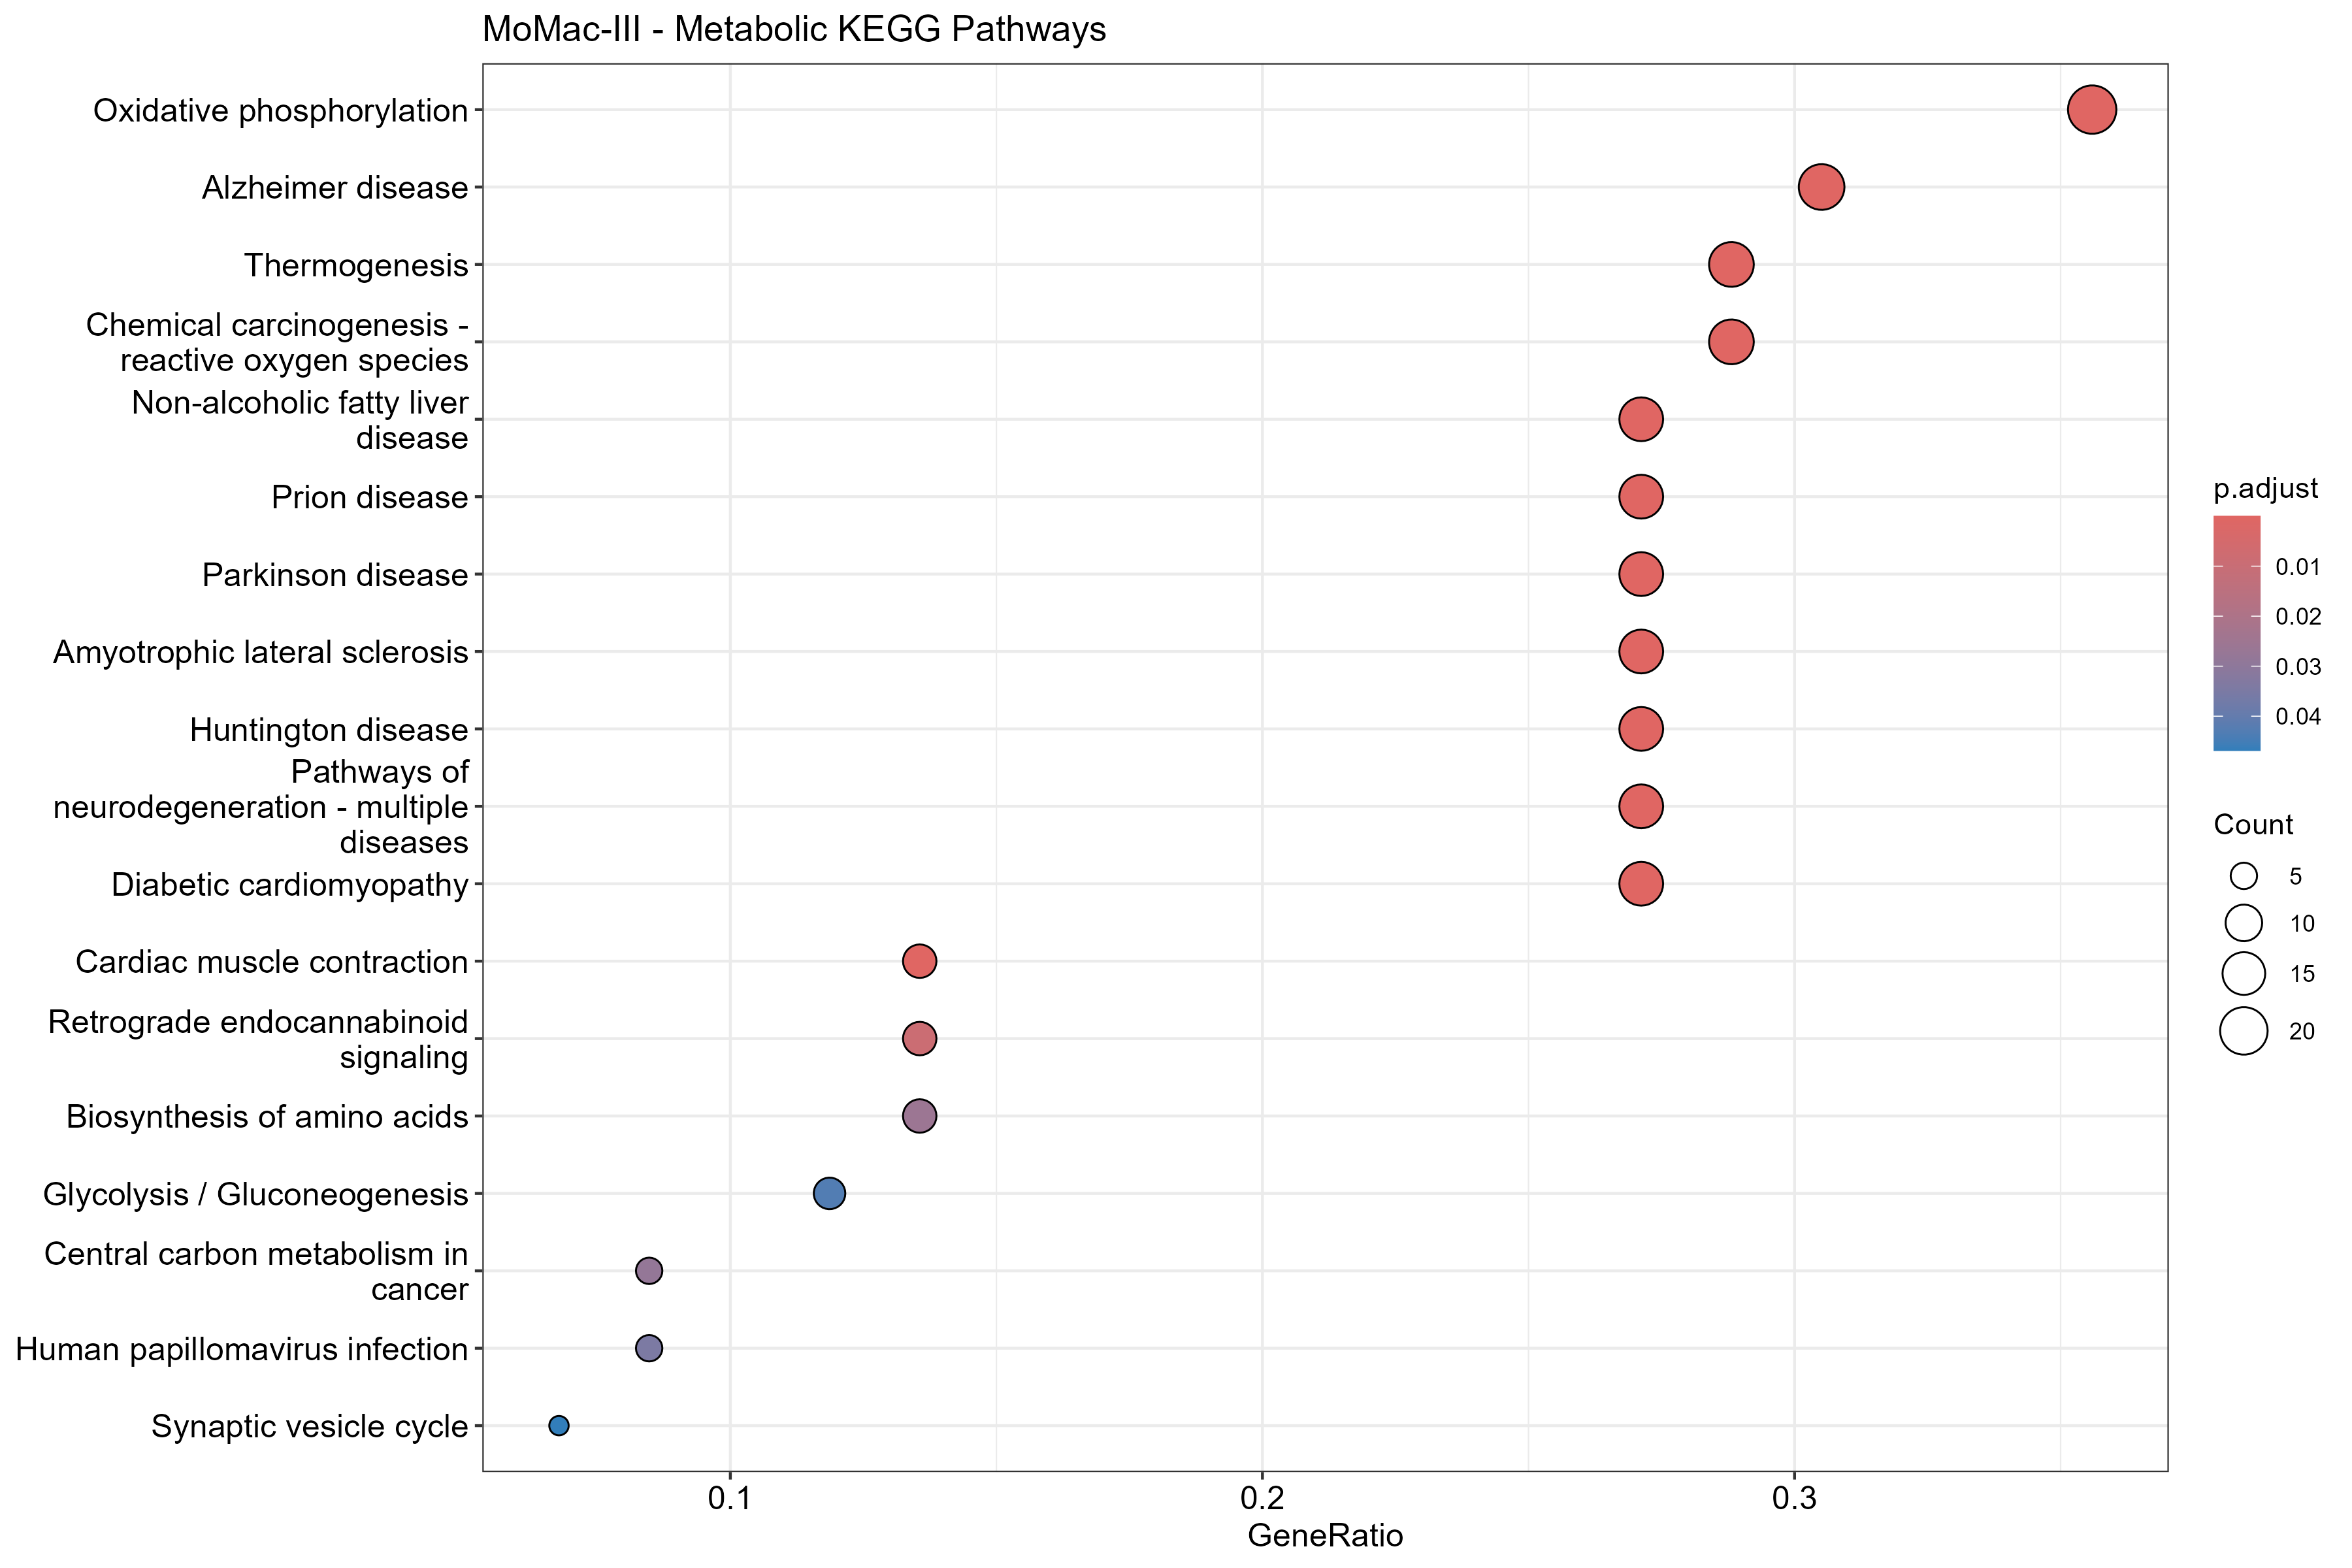 MoMac-III - Metabolic KEGG Pathways
Oxidative phosphorylation
Alzheimer disease
Thermogenesis
Chemical carcinogenesis -
reactive oxygen species
Non-alcoholic fatty liver
disease
Prion disease
Parkinson disease
Amyotrophic lateral sclerosis
Huntington disease
Pathways of
neurodegeneration - multiple
diseases
Diabetic cardiomyopathy
Cardiac muscle contraction
Retrograde endocannabinoid
signaling
Biosynthesis of amino acids
Glycolysis / Gluconeogenesis
Central carbon metabolism in
cancer
Human papillomavirus infection
Synaptic vesicle cycle
0.1
0.2
0.3
GeneRatio
p.adjust
0.01
0.02
0.03
0.04
Count
5
10
15
20